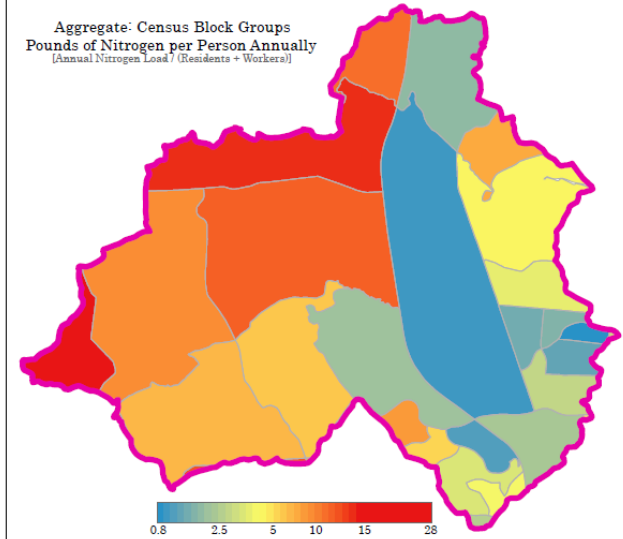 Aggregate: Census Block Groups
Pounds of Nitrogen per Person Annually
[Annual Nitrogen Load / (Residents + Workers)]
0.8 2.5 5 10 15 28